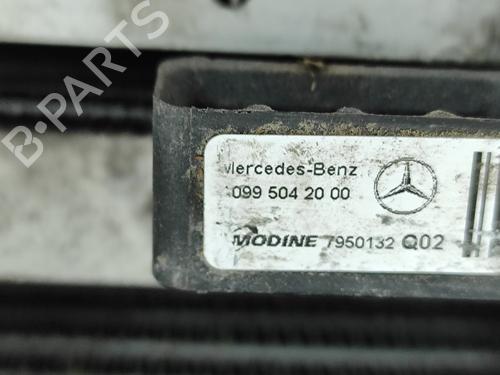 B-PARTS
Mercedes-Benz
099 504 20 00
MODINE 7950132 Q02